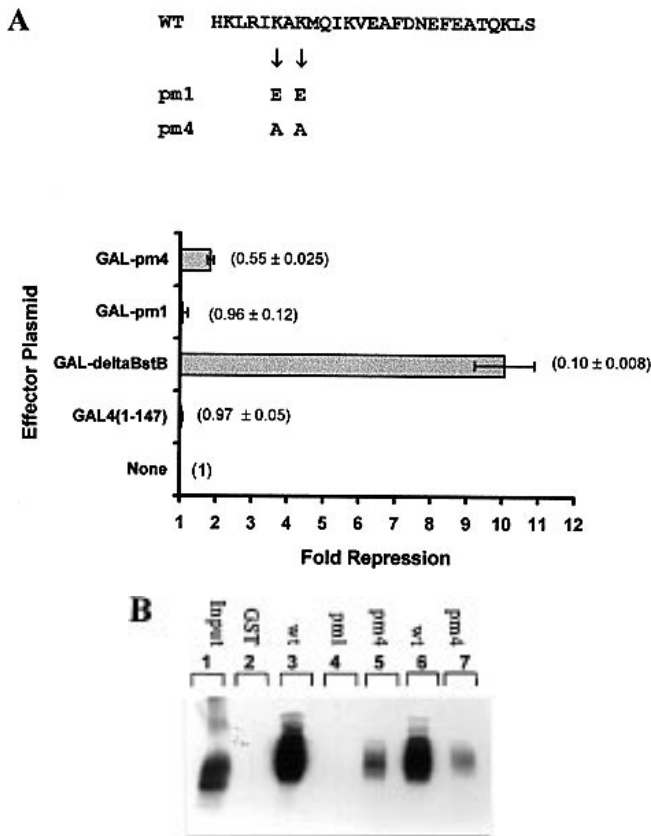 A
WT HKLRIKAKMQIKVEAFDNEFEATQKLS
↓ ↓
pm1 E E
pm4 A A
Effector Plasmid
GAL-pm4 (0.55 ± 0.025)
GAL-pm1 (0.96 ± 0.12)
GAL-deltaBstB (0.10 ± 0.008)
GAL4(1-147) (0.97 ± 0.05)
None (1)
1 2 3 4 5 6 7 8 9 10 11 12
Fold Repression
B
Input GST wt pm1 pm4 wt pm4
1 2 3 4 5 6 7